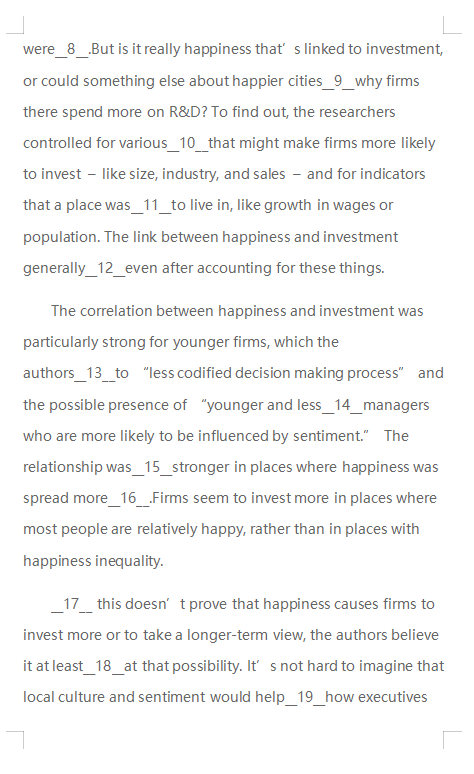 were__8__.But is it really happiness that’s linked to investment,
or could something else about happier cities__9__why firms
there spend more on R&D? To find out, the researchers
controlled for various__10__that might make firms more likely
to invest – like size, industry, and sales – and for indicators
that a place was__11__to live in, like growth in wages or
population. The link between happiness and investment
generally__12__even after accounting for these things.
The correlation between happiness and investment was
particularly strong for younger firms, which the
authors__13__to “less codified decision making process” and
the possible presence of “younger and less__14__managers
who are more likely to be influenced by sentiment.” The
relationship was__15__stronger in places where happiness was
spread more__16__.Firms seem to invest more in places where
most people are relatively happy, rather than in places with
happiness inequality.
__17__ this doesn’t prove that happiness causes firms to
invest more or to take a longer-term view, the authors believe
it at least__18__at that possibility. It’s not hard to imagine that
local culture and sentiment would help__19__how executives